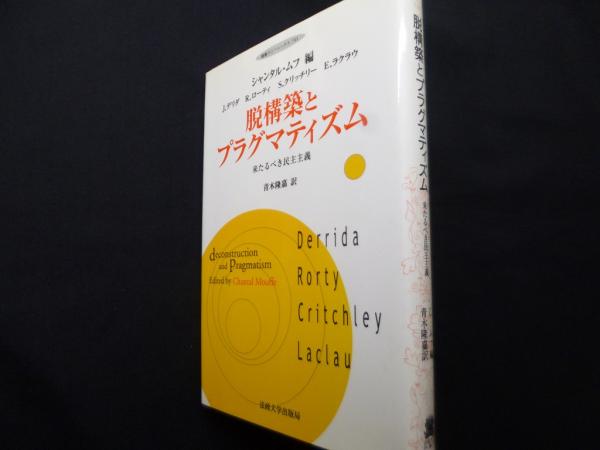 シャンタル・ムフ 編
J.デリダ R.ローティ S.クリッチリー E.ラクラウ
脱構築と
プラグマティズム
来たるべき民主主義
青木隆嘉 訳
deconstruction
and Pragmatism
Edited by Chantal Mouffe
Derrida
Rorty
Critchley
Laclau
法政大学出版局
脱構築とプラグマティズム
来たるべき民主主義
青木隆嘉訳